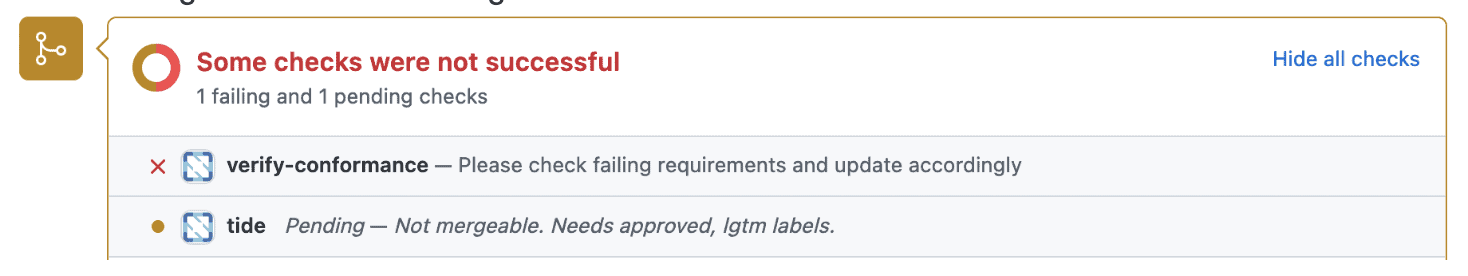 Some checks were not successful
Hide all checks
1 failing and 1 pending checks
verify-conformance — Please check failing requirements and update accordingly
tide Pending — Not mergeable. Needs approved, lgtm labels.